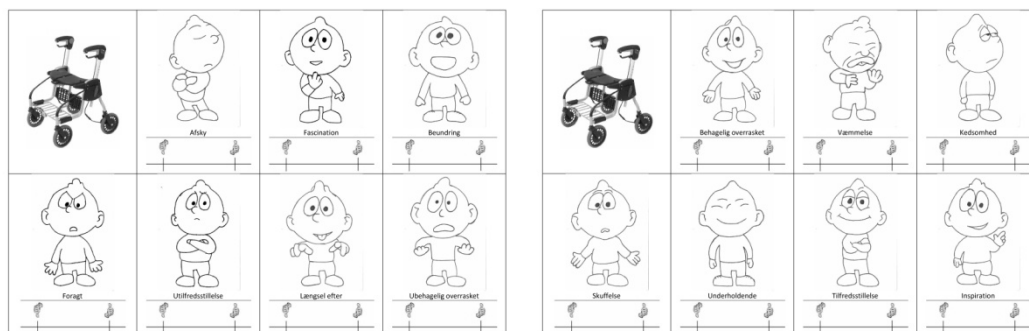 Afsky
Fascination
Beundring
Foragt
Utilfredsstillelse
Længsel efter
Ubehagelig overrasket
Behagelig overrasket
Væmmelse
Kedsomhed
Skuffelse
Underholdende
Tilfredsstillelse
Inspiration